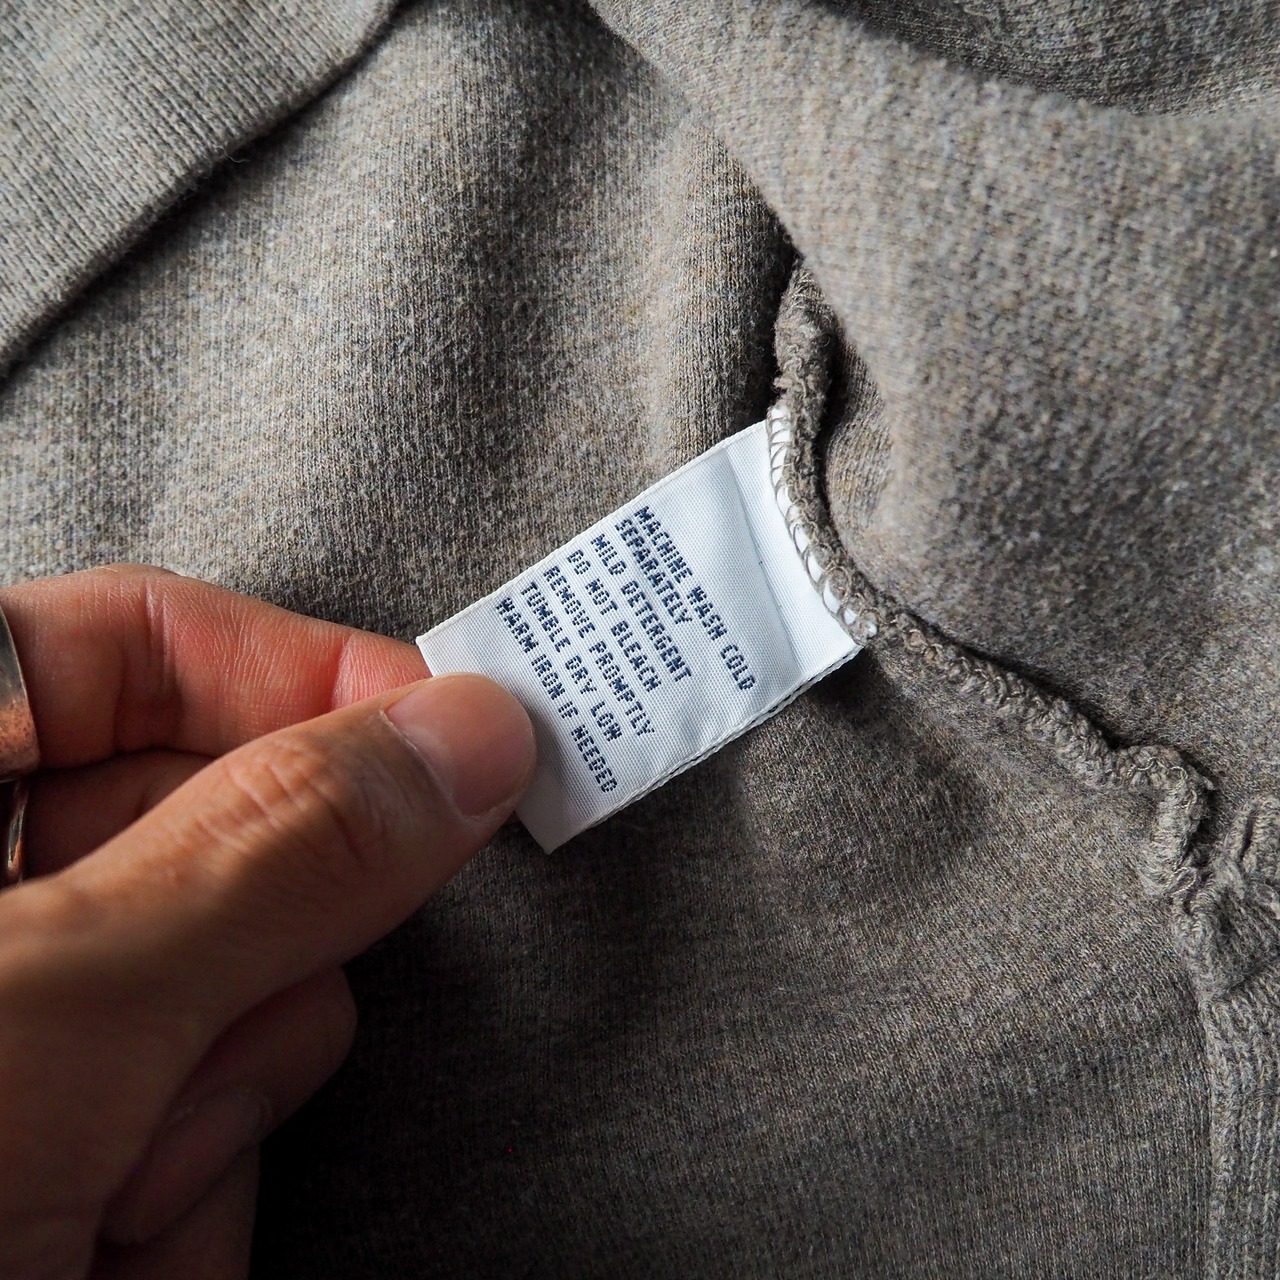 MACHINE WASH COLD
SEPARATELY
MILD DETERGENT
DO NOT BLEACH
REMOVE PROMPTLY
TUMBLE DRY LOW
WARM IRON IF NEEDED